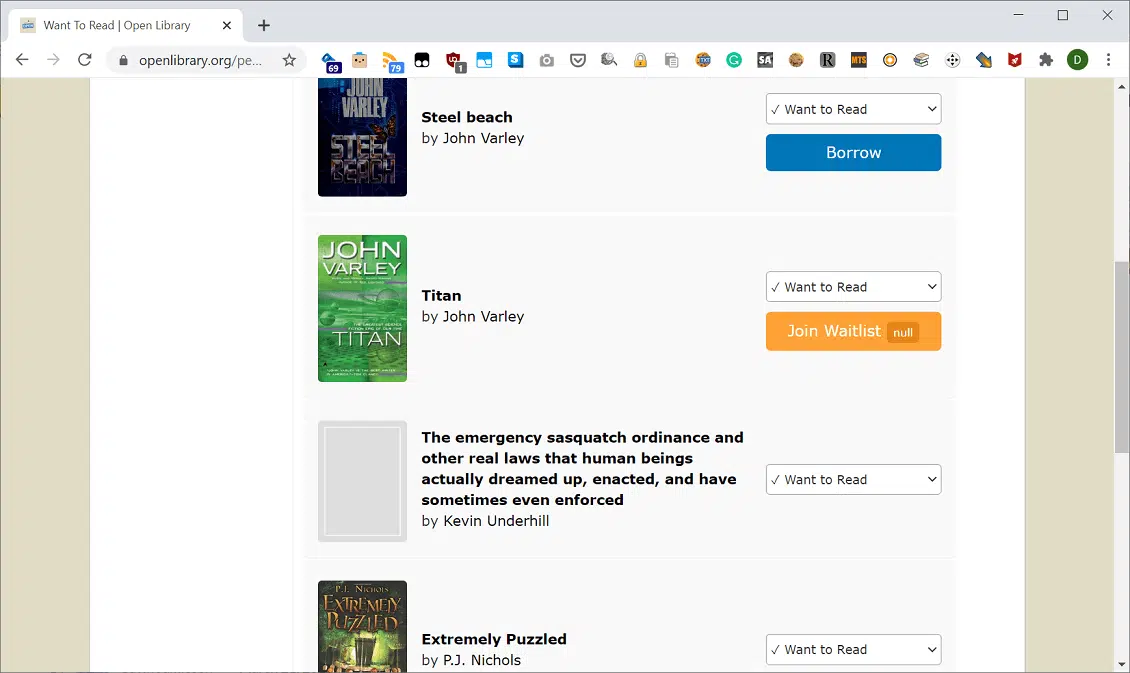 Want To Read | Open Library
openlibrary.org/pe...
69
79
1
TXT
SA
R
MTS
D
JOHN
VARLEY
STEEL
BEACH
Steel beach
by John Varley
✓ Want to Read
Borrow
JOHN
VARLEY
TITAN
Titan
by John Varley
✓ Want to Read
Join Waitlist null
The emergency sasquatch ordinance and
other real laws that human beings
actually dreamed up, enacted, and have
sometimes even enforced
by Kevin Underhill
✓ Want to Read
P.J. NICHOLS
EXTREMELY
PUZZLED
Extremely Puzzled
by P.J. Nichols
✓ Want to Read